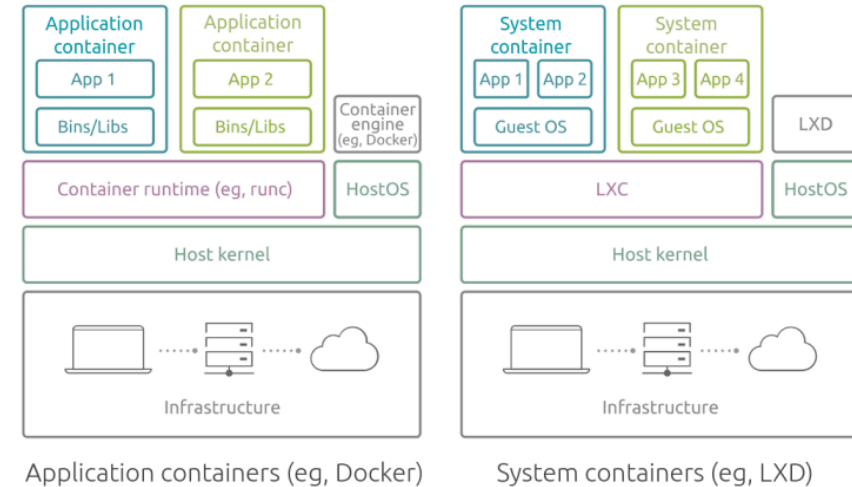 Application
container
App 1
Bins/Libs
Application
container
App 2
Bins/Libs
Container
engine
(eg, Docker)
Container runtime (eg, runc)
HostOS
Host kernel
Infrastructure
Application containers (eg, Docker)
System
container
App 1
App 2
Guest OS
System
container
App 3
App 4
Guest OS
LXD
LXC
HostOS
Host kernel
Infrastructure
System containers (eg, LXD)